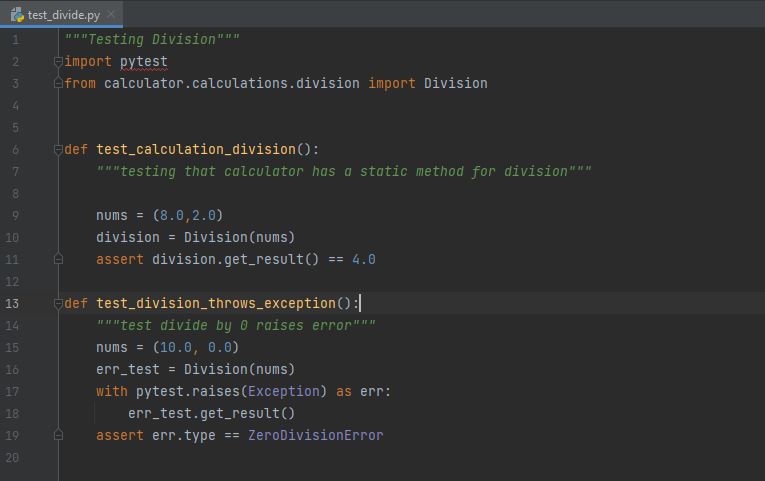 test_divide.py
1 """Testing Division"""
2 import pytest
3 from calculator.calculations.division import Division
4
5
6 def test_calculation_division():
7     """testing that calculator has a static method for division"""
8
9     nums = (8.0,2.0)
10     division = Division(nums)
11     assert division.get_result() == 4.0
12
13 def test_division_throws_exception():
14     """test divide by 0 raises error"""
15     nums = (10.0, 0.0)
16     err_test = Division(nums)
17     with pytest.raises(Exception) as err:
18         err_test.get_result()
19     assert err.type == ZeroDivisionError
20